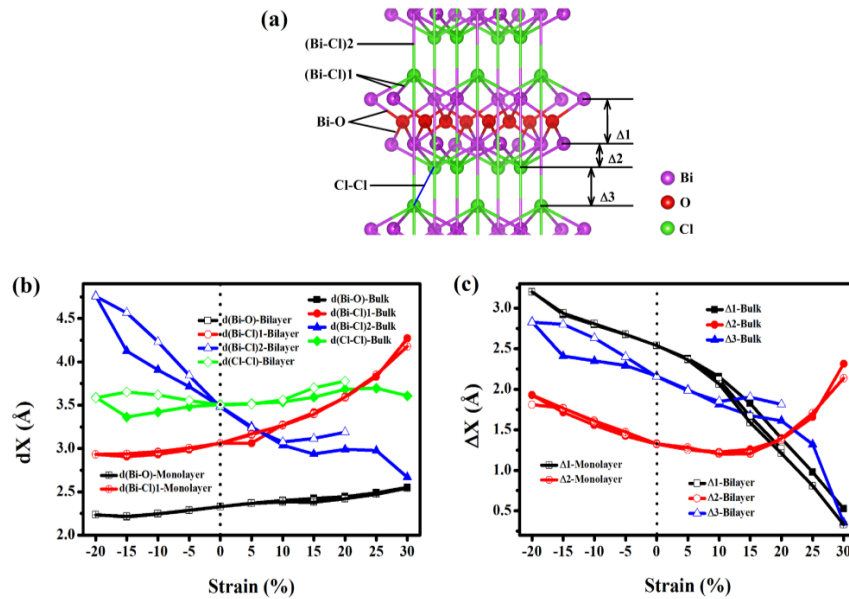 (a)
(Bi-Cl)2
(Bi-Cl)1
Bi-O
Cl-Cl
Δ1
Δ2
Δ3
Bi
O
Cl
(b)
dX (Å)
4.5
4.0
3.5
3.0
2.5
2.0
-20 -15 -10 -5 0 5 10 15 20 25 30
Strain (%)
d(Bi-O)-Bilayer
d(Bi-Cl)1-Bilayer
d(Bi-Cl)2-Bilayer
d(Cl-Cl)-Bilayer
d(Bi-O)-Bulk
d(Bi-Cl)1-Bulk
d(Bi-Cl)2-Bulk
d(Cl-Cl)-Bulk
d(Bi-O)-Monolayer
d(Bi-Cl)1-Monolayer
(c)
ΔX (Å)
3.0
2.5
2.0
1.5
1.0
0.5
-20 -15 -10 -5 0 5 10 15 20 25 30
Strain (%)
Δ1-Bulk
Δ2-Bulk
Δ3-Bulk
Δ1-Monolayer
Δ2-Monolayer
Δ1-Bilayer
Δ2-Bilayer
Δ3-Bilayer